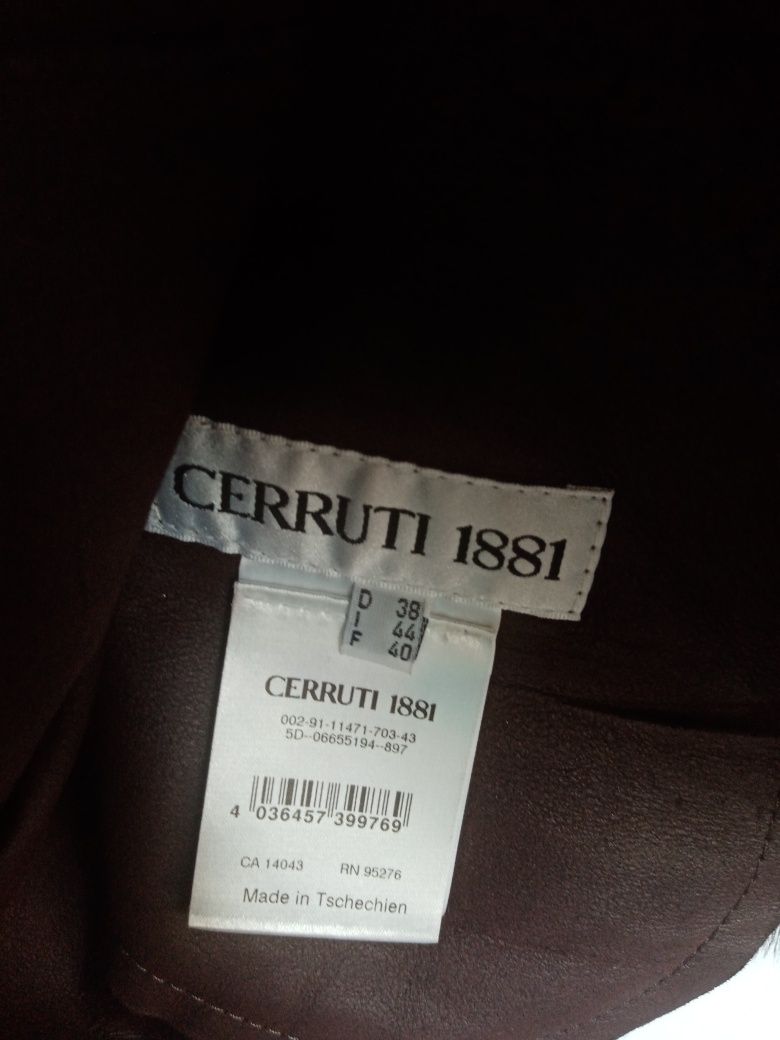 CERRUTI 1881
D 38
I 44
F 40
CERRUTI 1881
002-91-11471-703-43
5D--06655194--897
4 036457 399769
CA 14043 RN 95276
Made in Tschechien